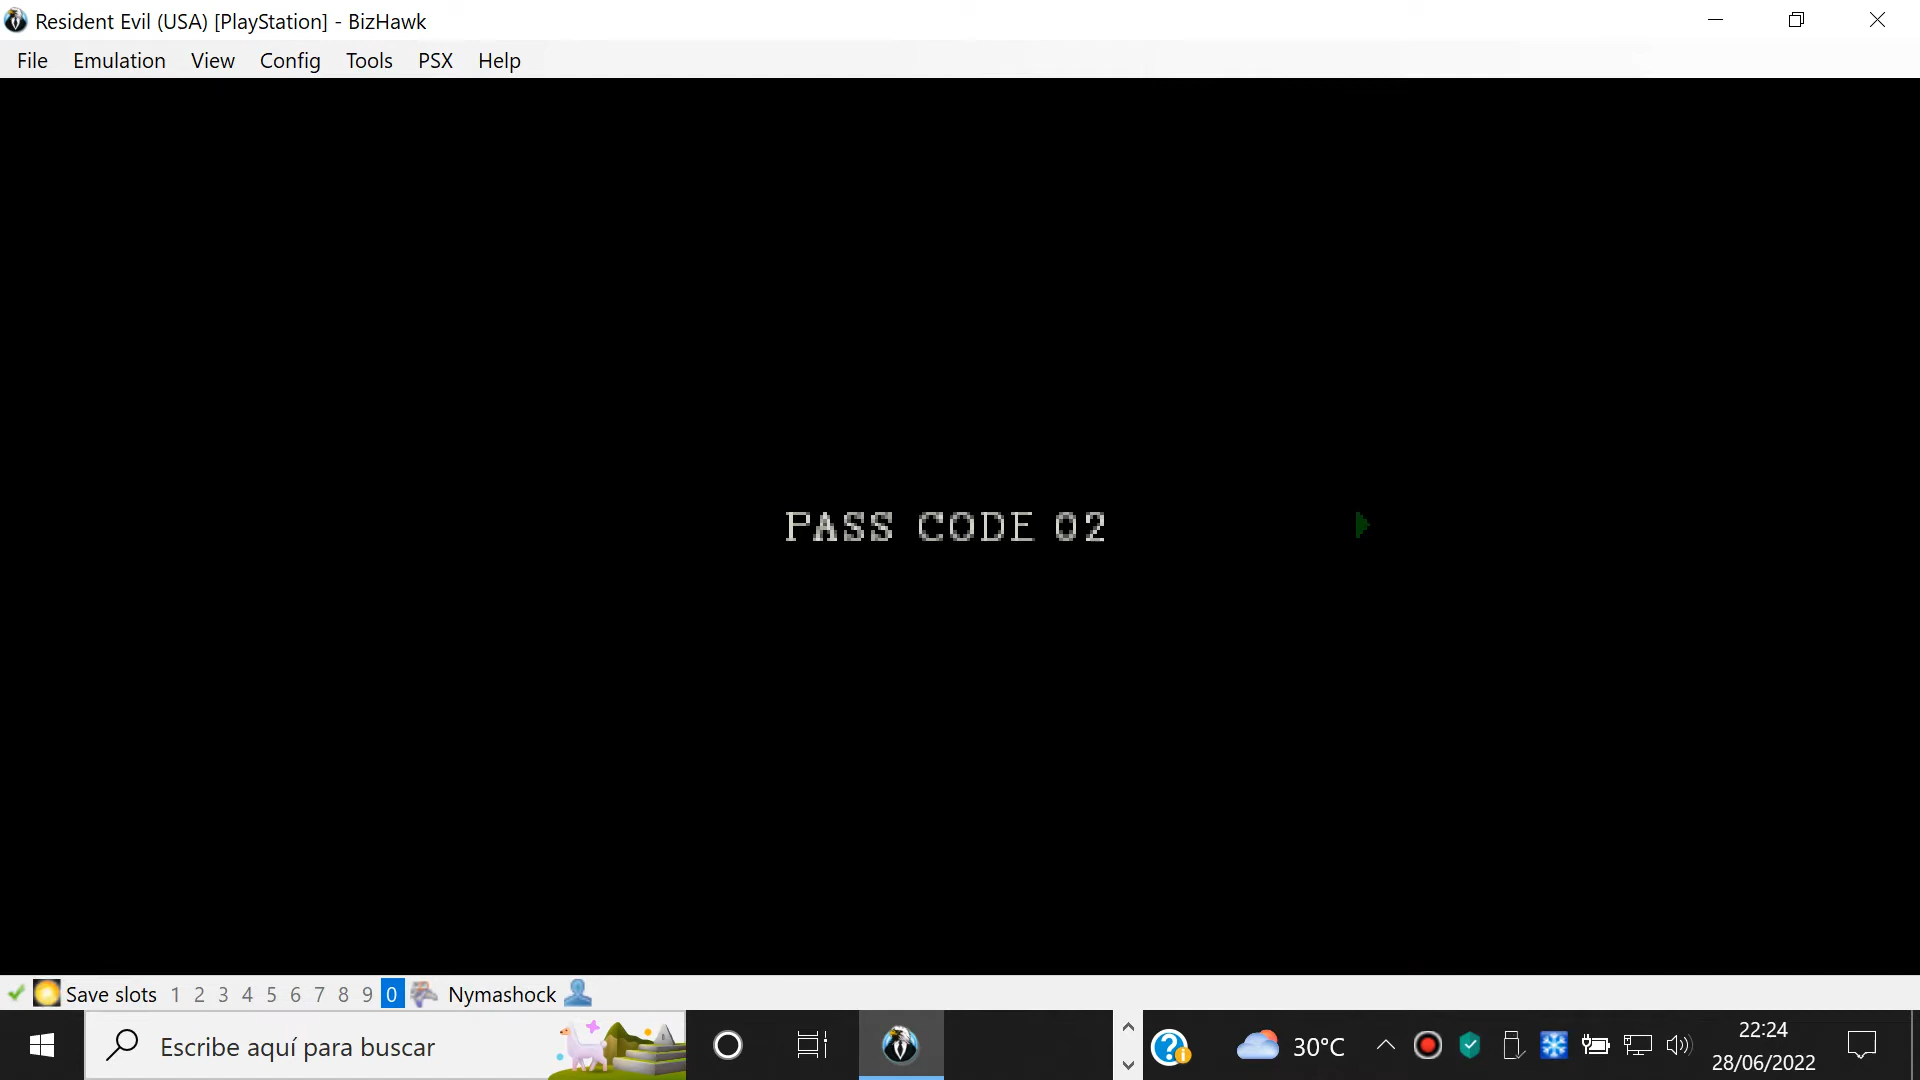 Resident Evil (USA) [PlayStation] - BizHawk
File Emulation View Config Tools PSX Help
PASS CODE 02
Save slots 1 2 3 4 5 6 7 8 9 0 Nymashock
Escribe aquí para buscar
30°C
22:24
28/06/2022